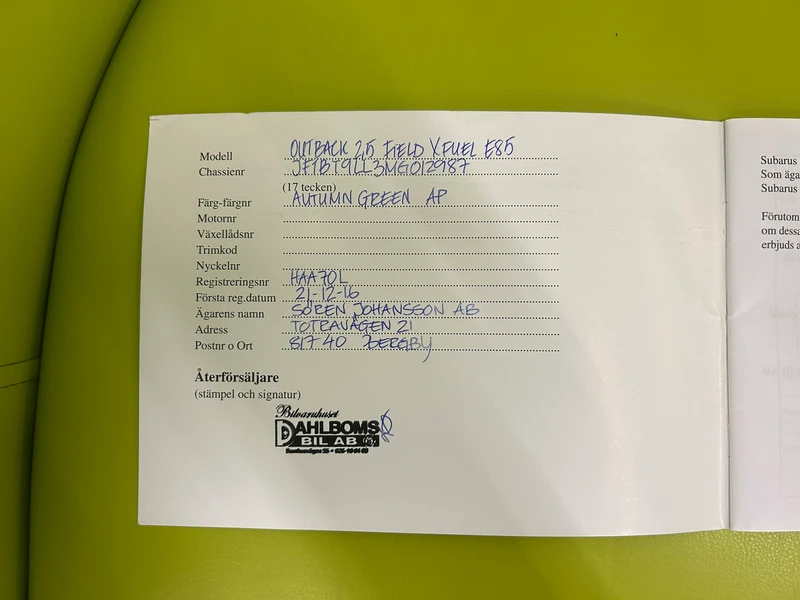 Modell OUTBACK 2,5 FIELD XFUEL E85
Chassienr JF1BT9LL3MG012987
(17 tecken)
Färg-färgnr AUTUMN GREEN AP
Motornr
Växellådsnr
Trimkod
Nyckelnr
Registreringsnr HAA70L
Första reg.datum 21-12-16
Ägarens namn SÖREN JOHANSSON AB
Adress TOTRAVÄGEN 21
Postnr o Ort 817 40 BERGBY
Återförsäljare
(stämpel och signatur)
Bilvaruhuset
DAHLBOMS
BIL AB
Subarus
Som äga
Subarus
Förutom
om dessa
erbjuds a